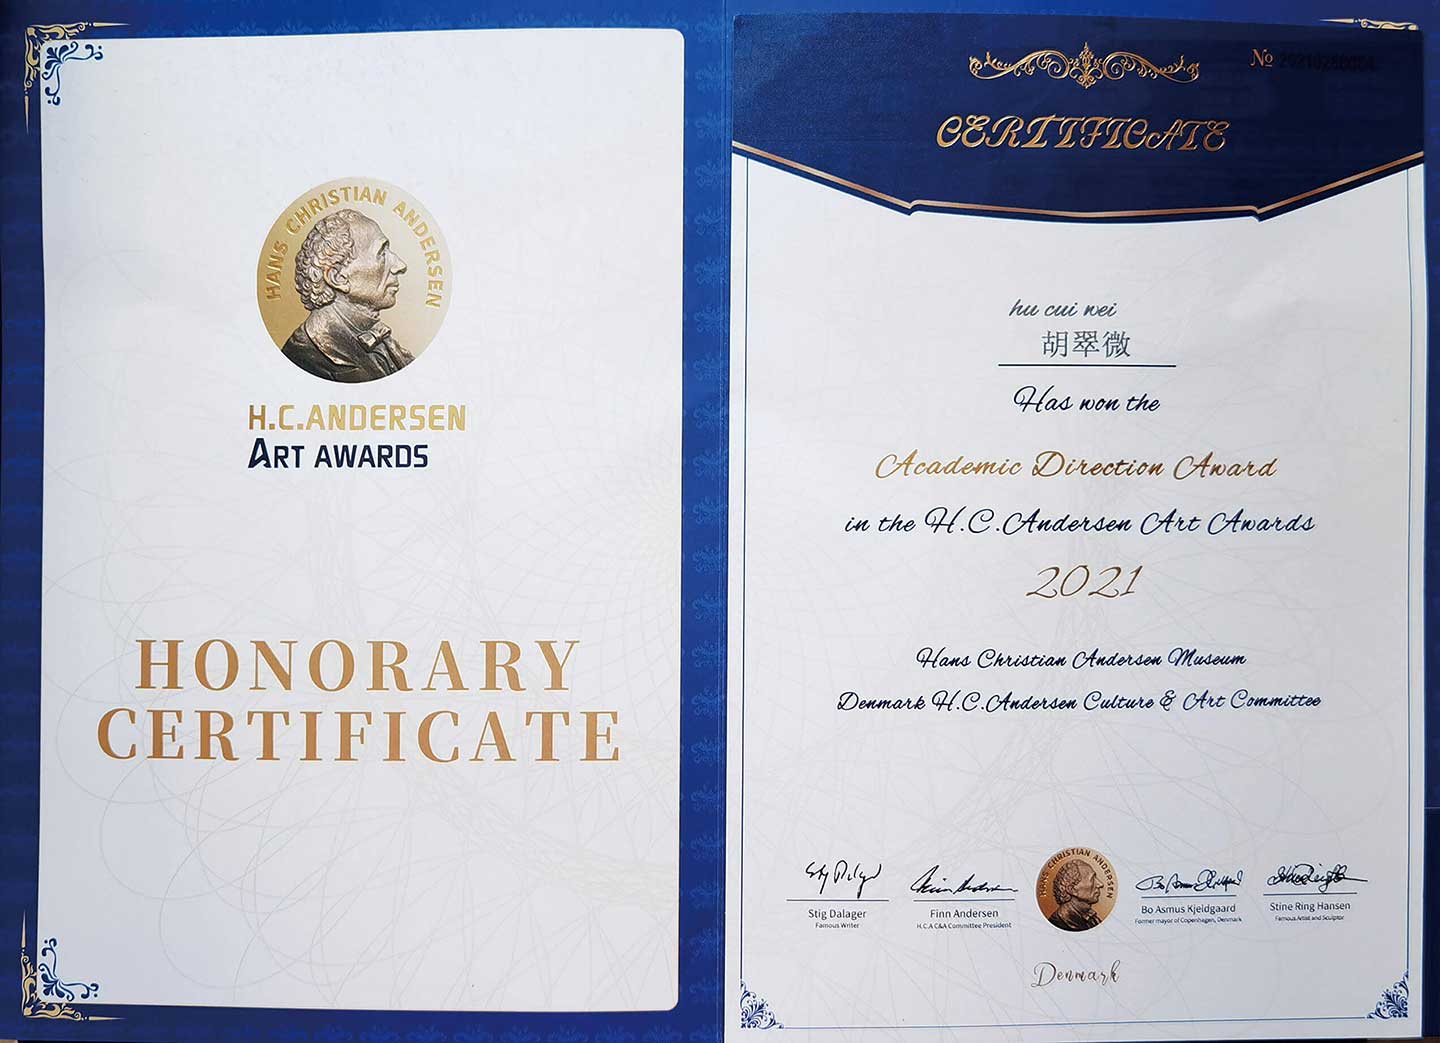 HANS CHRISTIAN ANDERSEN
H.C.ANDERSEN
ART AWARDS
HONORARY
CERTIFICATE
№
CERTIFICATE
hu cui wei
胡翠微
Has won the
Academic Direction Award
in the H.C.Andersen Art Awards
2021
Hans Christian Andersen Museum
Denmark H.C.Andersen Culture & Art Committee
HANS CHRISTIAN ANDERSEN
Stig Dalager
Famous Writer
Finn Andersen
H.C.A C&A Committee President
Bo Asmus Kjeldgaard
Former mayor of Copenhagen, Denmark
Stine Ring Hansen
Famous Artist and Sculptor
Denmark